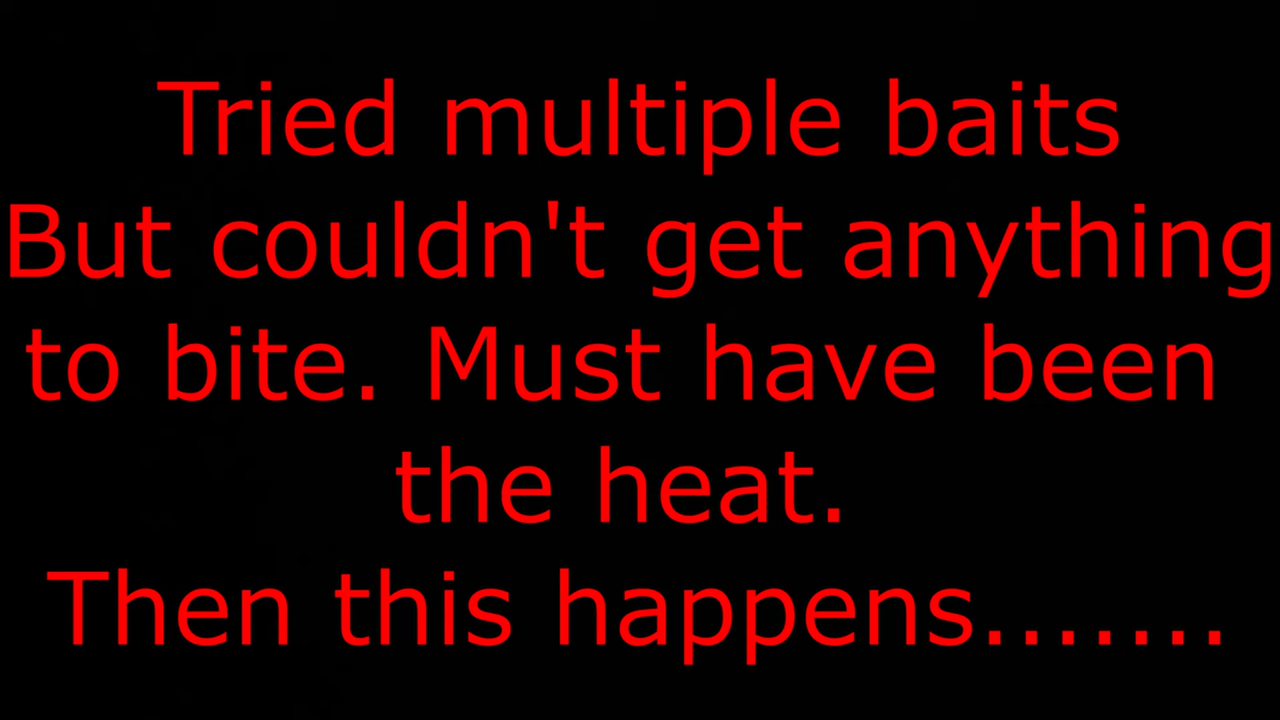 Tried multiple baits
But couldn't get anything
to bite. Must have been
the heat.
Then this happens.......